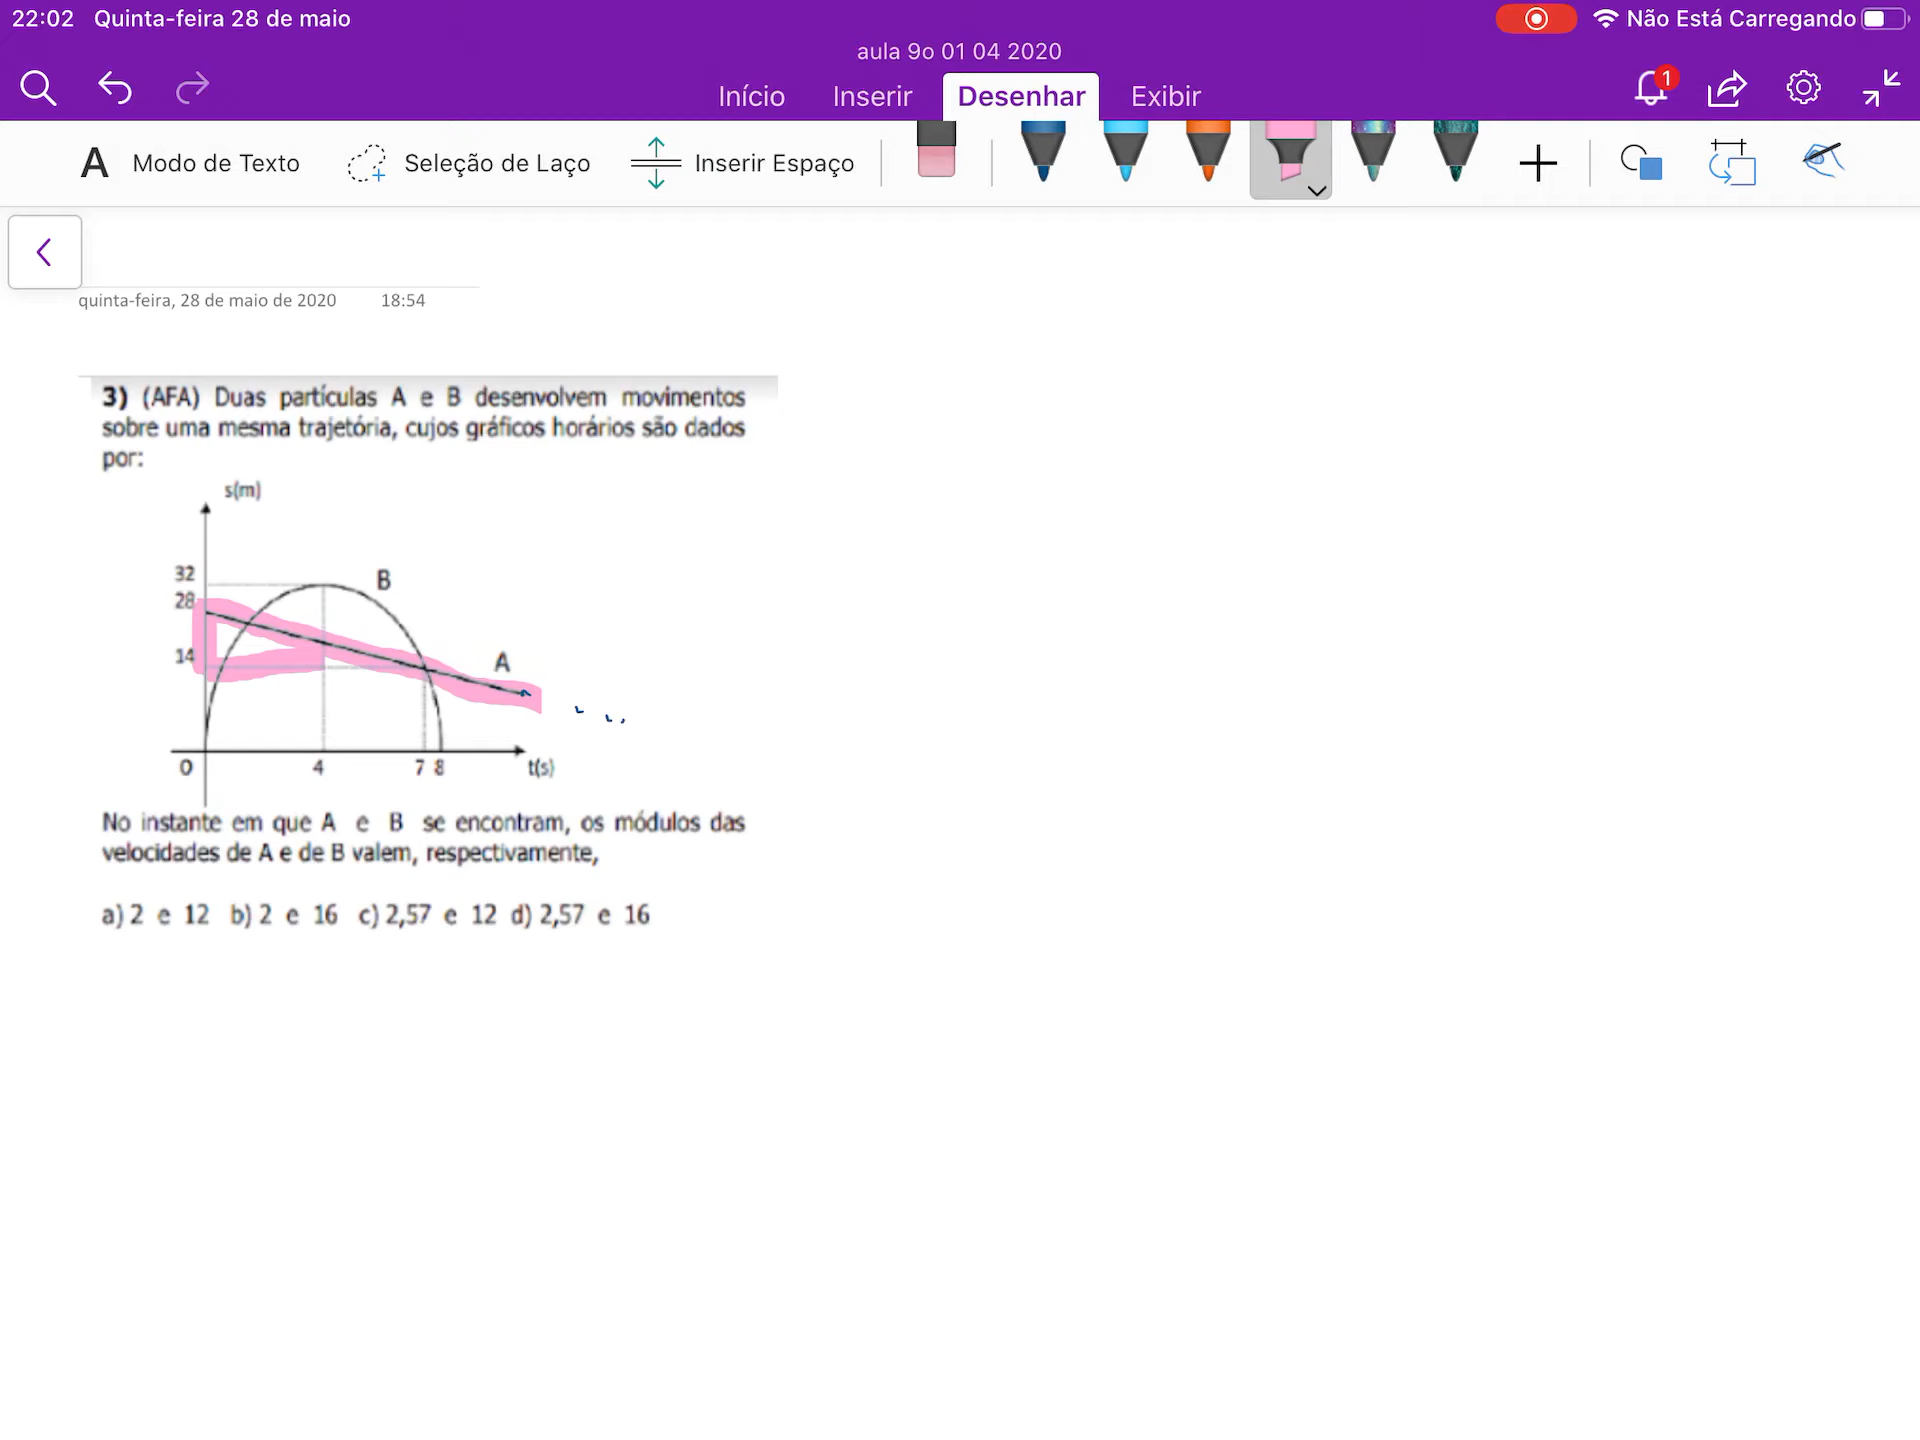 22:02 Quinta-feira 28 de maio
Não Está Carregando
aula 9o 01 04 2020
Início Inserir Desenhar Exibir
1
A Modo de Texto Seleção de Laço Inserir Espaço
quinta-feira, 28 de maio de 2020 18:54
3) (AFA) Duas partículas A e B desenvolvem movimentos
sobre uma mesma trajetória, cujos gráficos horários são dados
por:
s(m)
32
B
28
14
A
0 4 7 8 t(s)
No instante em que A e B se encontram, os módulos das
velocidades de A e de B valem, respectivamente,
a) 2 e 12 b) 2 e 16 c) 2,57 e 12 d) 2,57 e 16